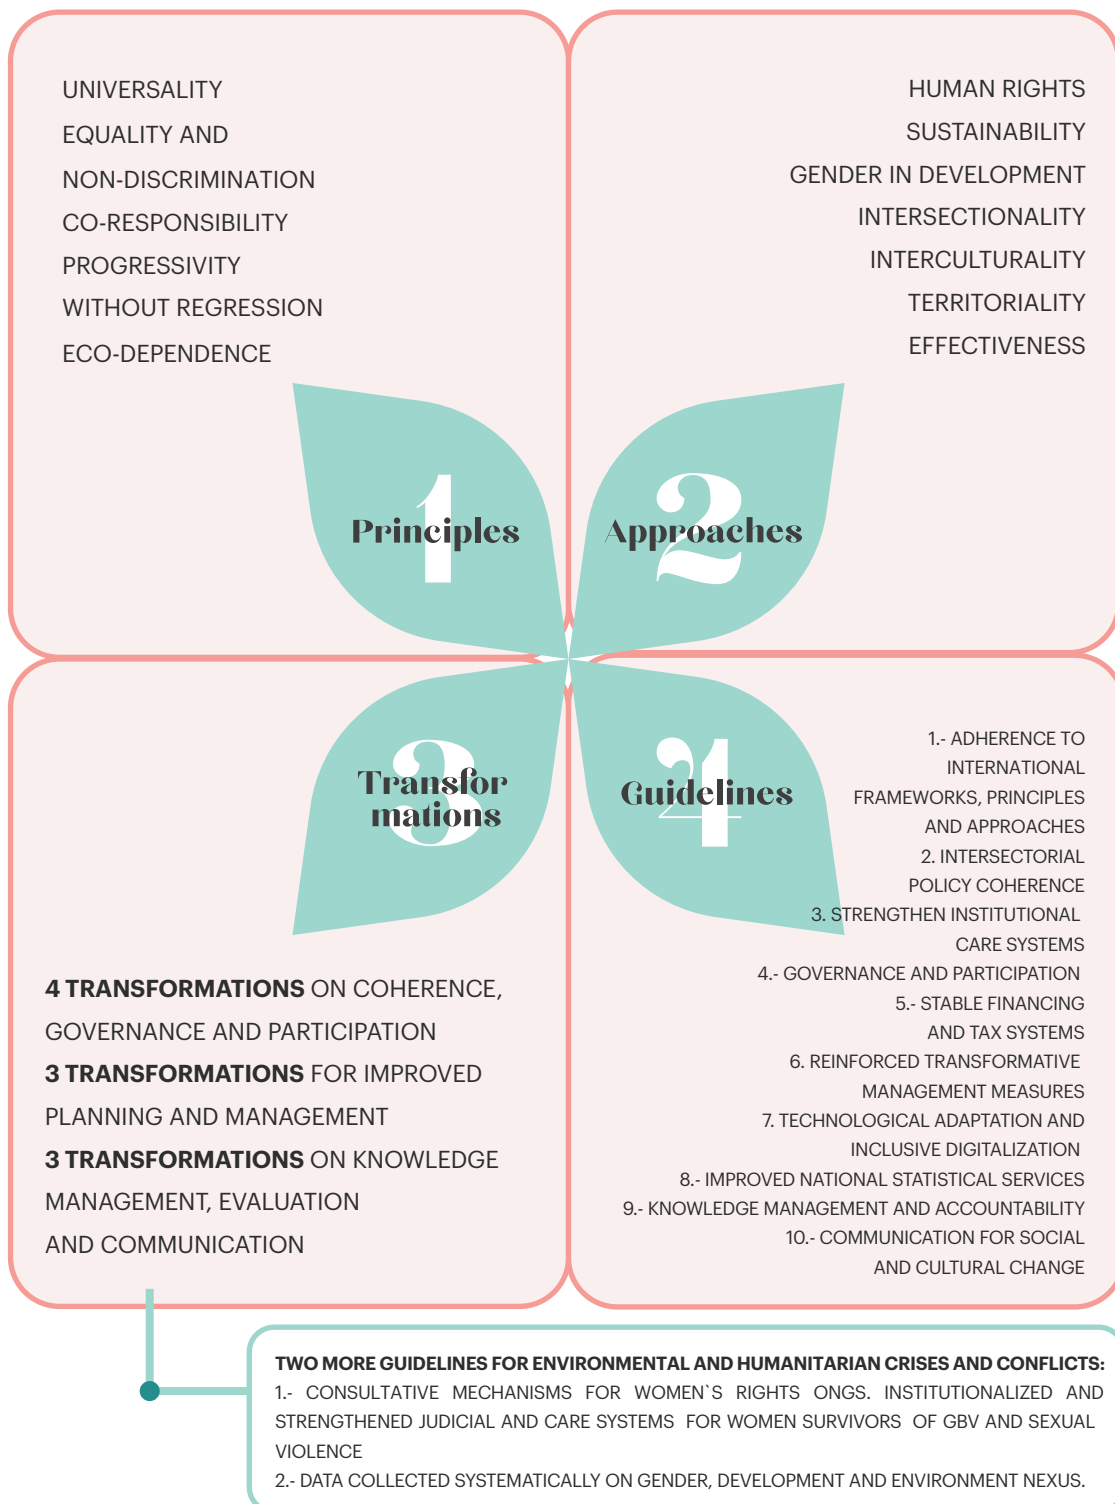 UNIVERSALITY
EQUALITY AND
NON-DISCRIMINATION
CO-RESPONSIBILITY
PROGRESSIVITY
WITHOUT REGRESSION
ECO-DEPENDENCE
1
Principles
HUMAN RIGHTS
SUSTAINABILITY
GENDER IN DEVELOPMENT
INTERSECTIONALITY
INTERCULTURALITY
TERRITORIALITY
EFFECTIVENESS
2
Approaches
3
Transfor
mations
4 TRANSFORMATIONS ON COHERENCE,
GOVERNANCE AND PARTICIPATION
3 TRANSFORMATIONS FOR IMPROVED
PLANNING AND MANAGEMENT
3 TRANSFORMATIONS ON KNOWLEDGE
MANAGEMENT, EVALUATION
AND COMMUNICATION
4
Guidelines
1.- ADHERENCE TO
INTERNATIONAL
FRAMEWORKS, PRINCIPLES
AND APPROACHES
2. INTERSECTORIAL
POLICY COHERENCE
3. STRENGTHEN INSTITUTIONAL
CARE SYSTEMS
4.- GOVERNANCE AND PARTICIPATION
5.- STABLE FINANCING
AND TAX SYSTEMS
6. REINFORCED TRANSFORMATIVE
MANAGEMENT MEASURES
7. TECHNOLOGICAL ADAPTATION AND
INCLUSIVE DIGITALIZATION
8.- IMPROVED NATIONAL STATISTICAL SERVICES
9.- KNOWLEDGE MANAGEMENT AND ACCOUNTABILITY
10.- COMMUNICATION FOR SOCIAL
AND CULTURAL CHANGE
TWO MORE GUIDELINES FOR ENVIRONMENTAL AND HUMANITARIAN CRISES AND CONFLICTS:
1.- CONSULTATIVE MECHANISMS FOR WOMEN`S RIGHTS ONGS. INSTITUTIONALIZED AND
STRENGTHENED JUDICIAL AND CARE SYSTEMS FOR WOMEN SURVIVORS OF GBV AND SEXUAL
VIOLENCE
2.- DATA COLLECTED SYSTEMATICALLY ON GENDER, DEVELOPMENT AND ENVIRONMENT NEXUS.